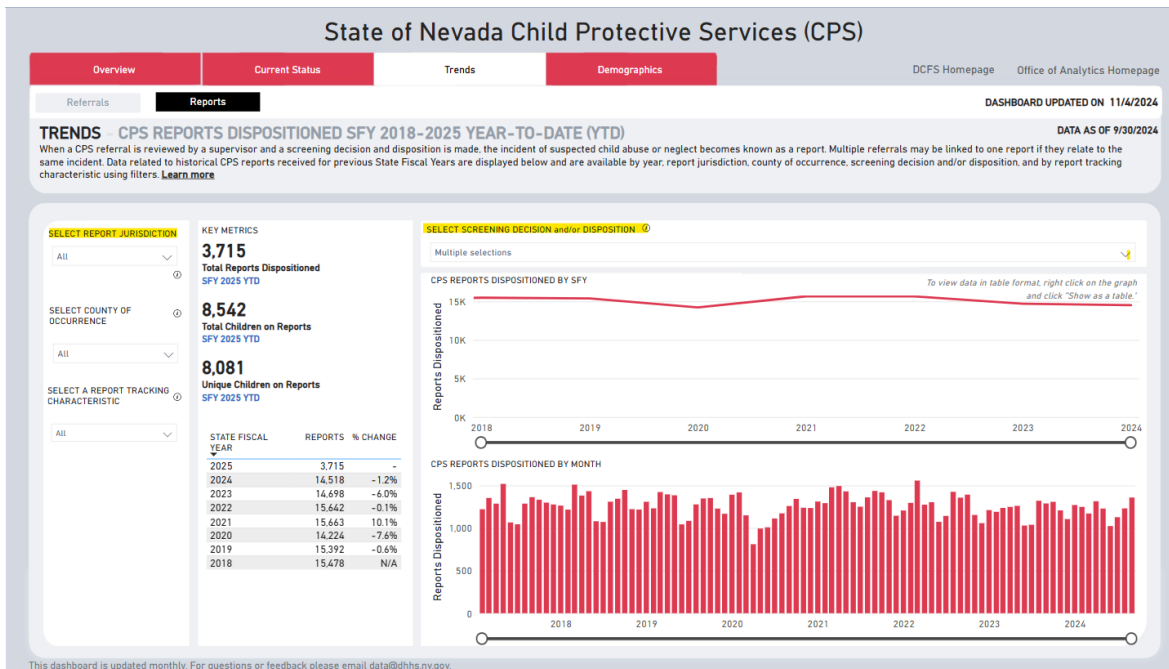 State of Nevada Child Protective Services (CPS)
Overview
Current Status
Trends
Demographics
DCFS Homepage
Office of Analytics Homepage
Referrals
Reports
DASHBOARD UPDATED ON 11/4/2024
TRENDS - CPS REPORTS DISPOSITIONED SFY 2018-2025 YEAR-TO-DATE (YTD)
DATA AS OF 9/30/2024
When a CPS referral is reviewed by a supervisor and a screening decision and disposition is made, the incident of suspected child abuse or neglect becomes known as a report. Multiple referrals may be linked to one report if they relate to the
same incident. Data related to historical CPS reports received for previous State Fiscal Years are displayed below and are available by year, report jurisdiction, county of occurrence, screening decision and/or disposition, and by report tracking
characteristic using filters. Learn more
SELECT REPORT JURISDICTION
All
SELECT COUNTY OF
OCCURRENCE
All
SELECT A REPORT TRACKING
CHARACTERISTIC
All
KEY METRICS
3,715
Total Reports Dispositioned
SFY 2025 YTD
8,542
Total Children on Reports
SFY 2025 YTD
8,081
Unique Children on Reports
SFY 2025 YTD
STATE FISCAL YEAR REPORTS % CHANGE
2025 3,715 -
2024 14,518 -1.2%
2023 14,698 -6.0%
2022 15,642 -0.1%
2021 15,663 10.1%
2020 14,224 -7.6%
2019 15,392 -0.6%
2018 15,478 N/A
SELECT SCREENING DECISION and/or DISPOSITION
Multiple selections
CPS REPORTS DISPOSITIONED BY SFY
To view data in table format, right click on the graph
and click "Show as a table."
Reports Dispositioned
15K
10K
5K
0K
2018 2019 2020 2021 2022 2023 2024
CPS REPORTS DISPOSITIONED BY MONTH
Reports Dispositioned
1,500
1,000
500
0
2018 2019 2020 2021 2022 2023 2024
This dashboard is updated monthly. For questions or feedback please email data@dhhs.nv.gov.